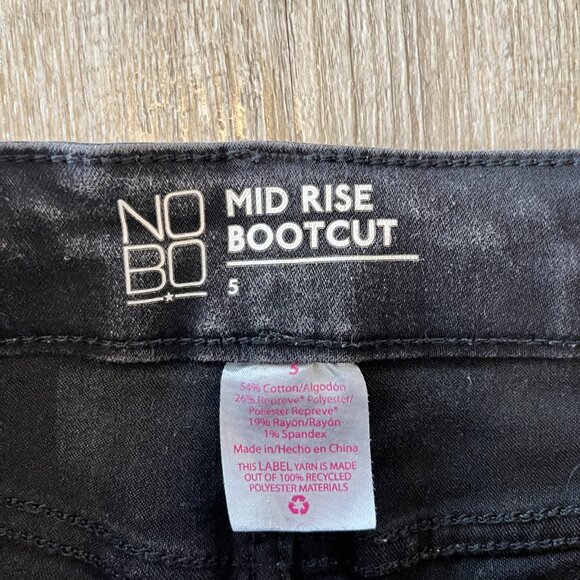 NO
BO
MID RISE
BOOTCUT
5
5
54% Cotton/Algodón
26% Repreve® Polyester/
Poliéster Repreve®
19% Rayon/Rayón
1% Spandex
Made in/Hecho en China
THIS LABEL YARN IS MADE
OUT OF 100% RECYCLED
POLYESTER MATERIALS